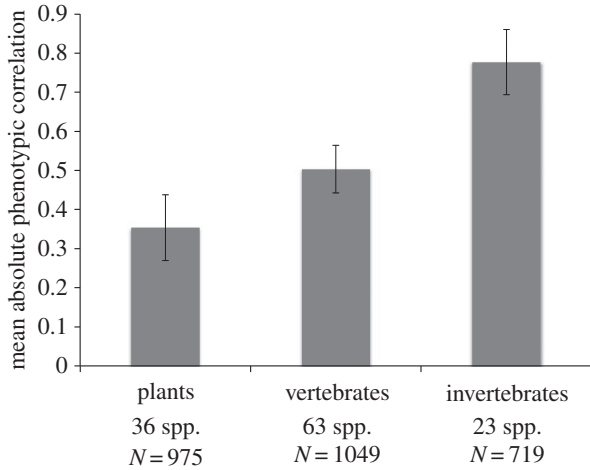 mean absolute phenotypic correlation
0.9
0.8
0.7
0.6
0.5
0.4
0.3
0.2
0.1
0
plants vertebrates invertebrates
36 spp. 63 spp. 23 spp.
N = 975 N = 1049 N = 719